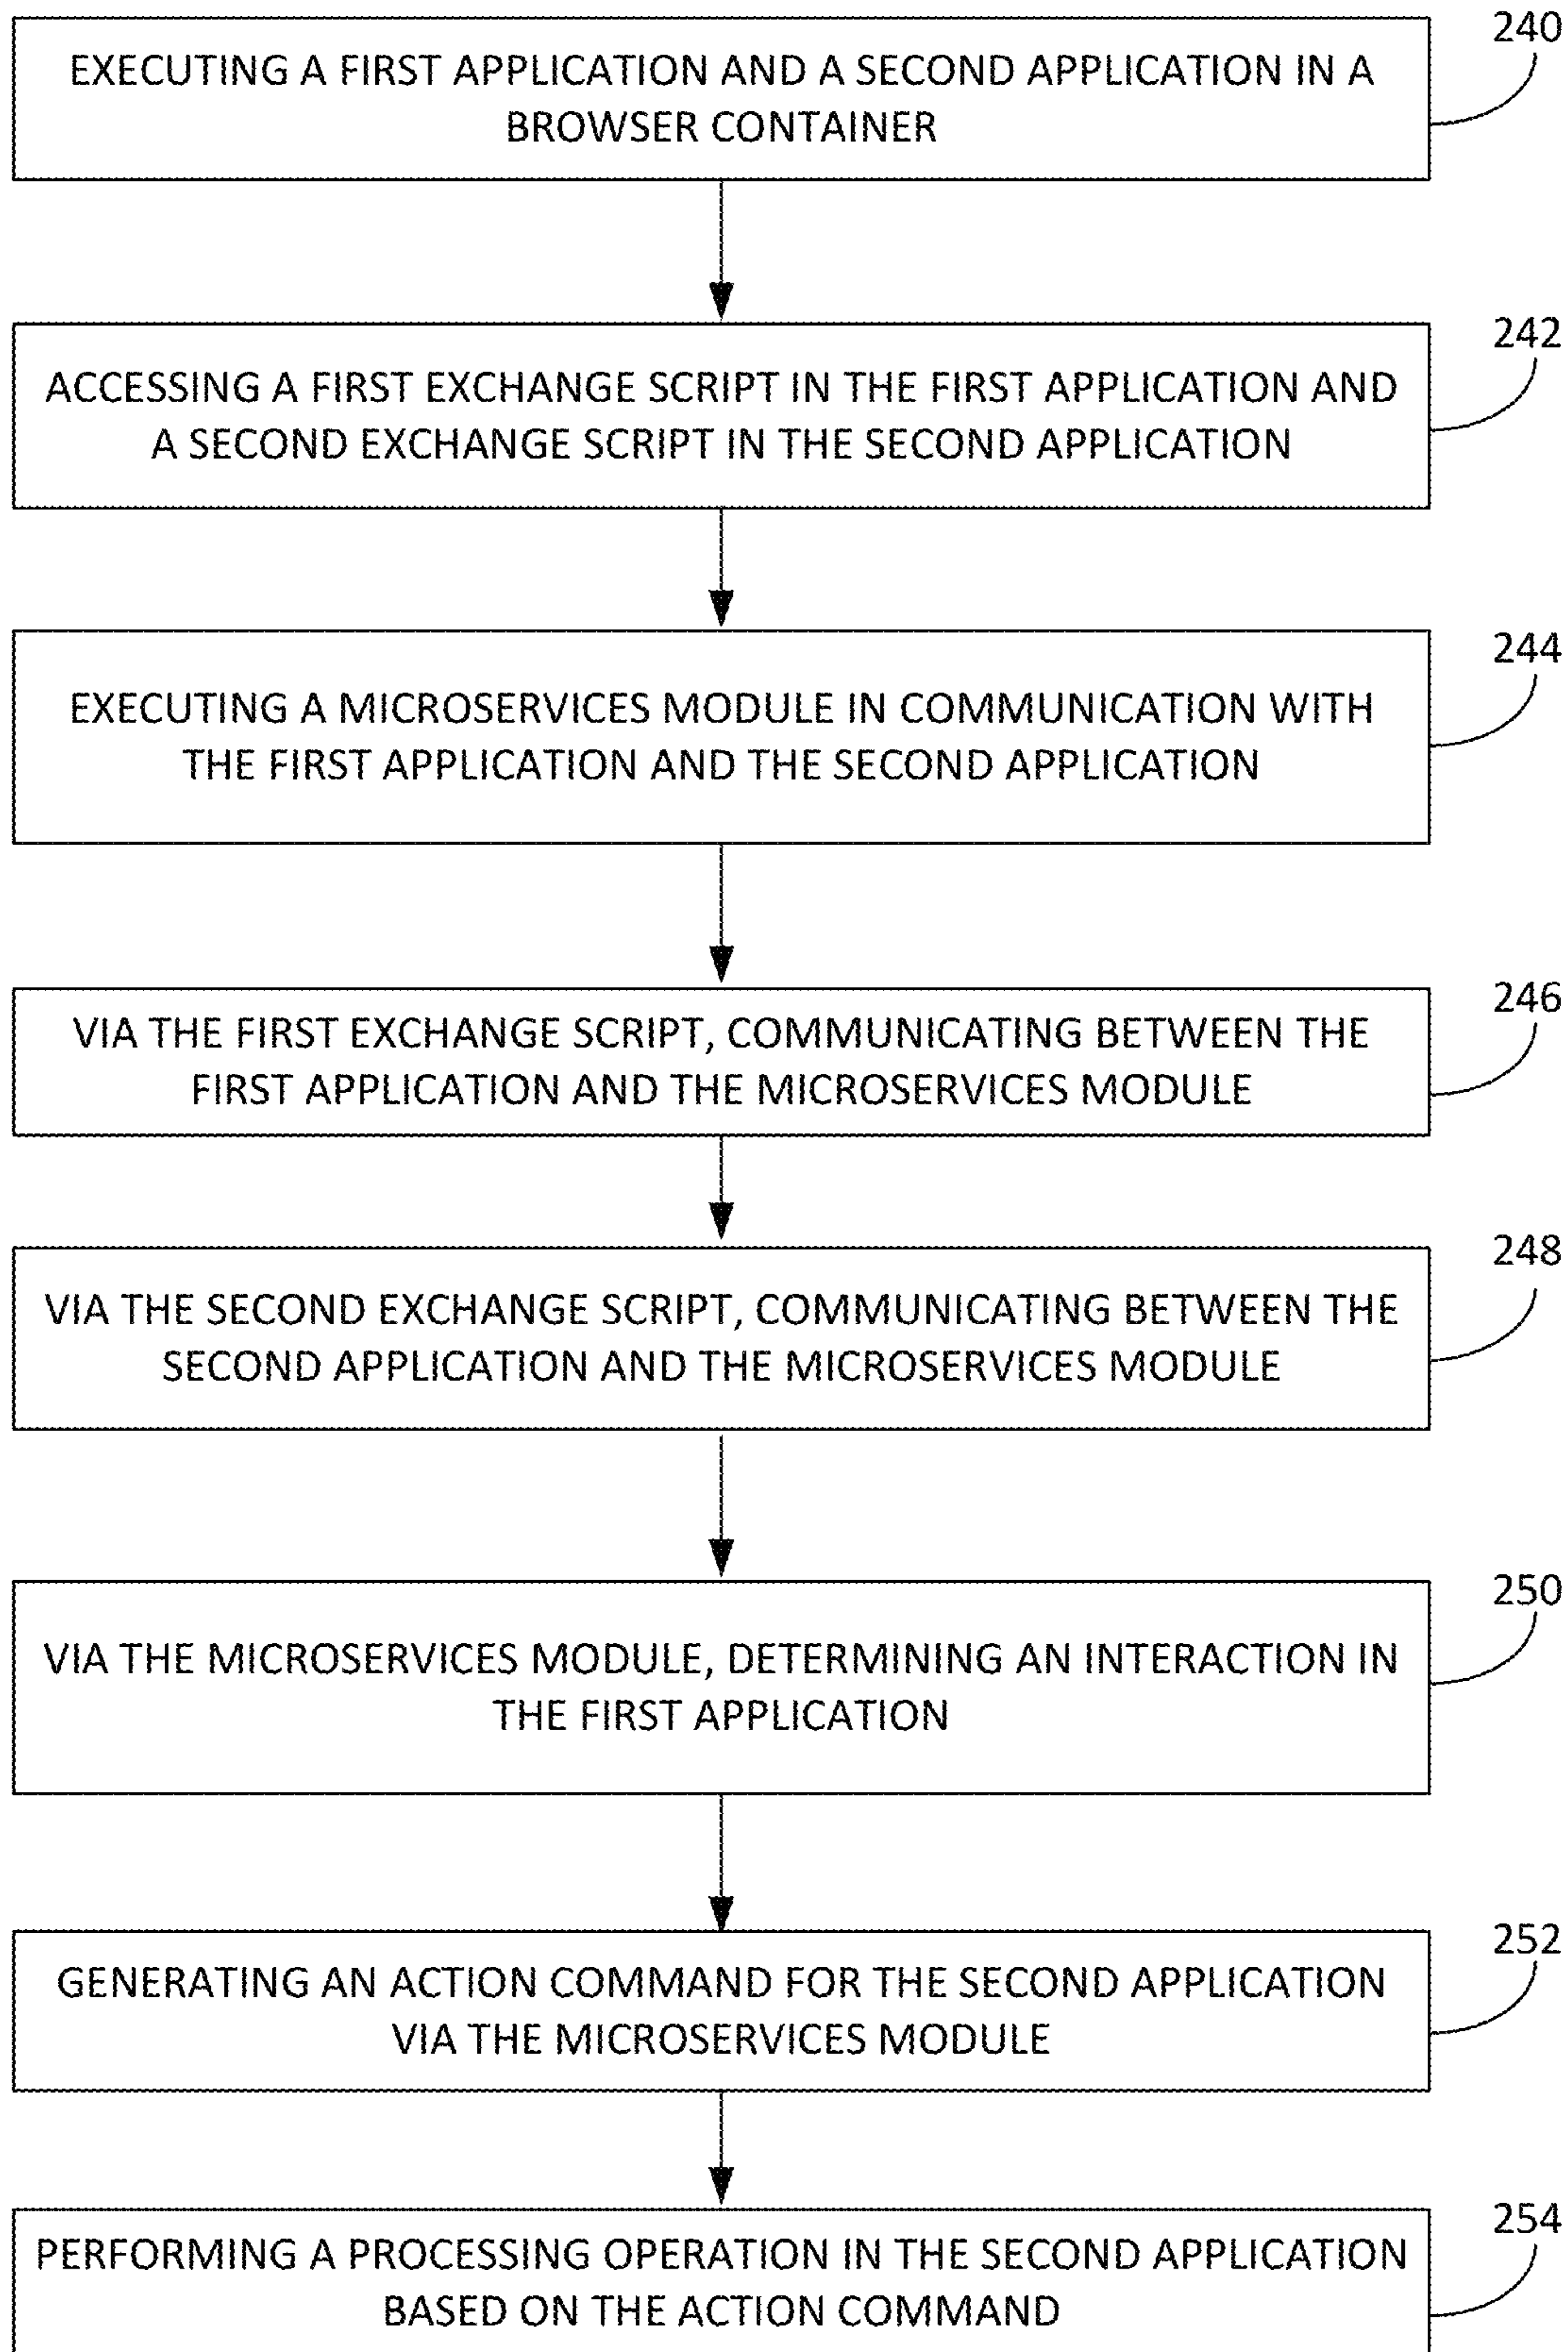 240
EXECUTING A FIRST APPLICATION AND A SECOND APPLICATION IN A
BROWSER CONTAINER
242
ACCESSING A FIRST EXCHANGE SCRIPT IN THE FIRST APPLICATION AND
A SECOND EXCHANGE SCRIPT IN THE SECOND APPLICATION
244
EXECUTING A MICROSERVICES MODULE IN COMMUNICATION WITH
THE FIRST APPLICATION AND THE SECOND APPLICATION
246
VIA THE FIRST EXCHANGE SCRIPT, COMMUNICATING BETWEEN THE
FIRST APPLICATION AND THE MICROSERVICES MODULE
248
VIA THE SECOND EXCHANGE SCRIPT, COMMUNICATING BETWEEN THE
SECOND APPLICATION AND THE MICROSERVICES MODULE
250
VIA THE MICROSERVICES MODULE, DETERMINING AN INTERACTION IN
THE FIRST APPLICATION
252
GENERATING AN ACTION COMMAND FOR THE SECOND APPLICATION
VIA THE MICROSERVICES MODULE
254
PERFORMING A PROCESSING OPERATION IN THE SECOND APPLICATION
BASED ON THE ACTION COMMAND